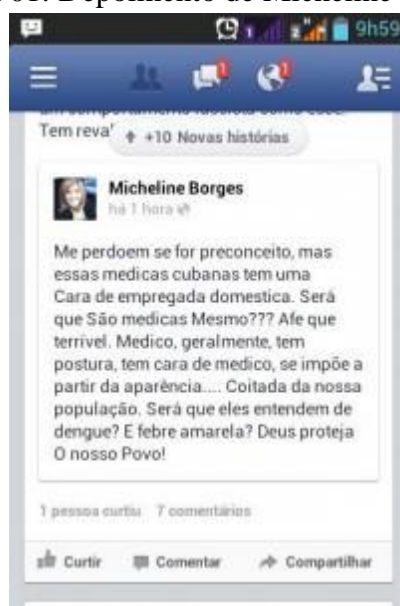 01. Depoimento de Micheline
9h59
Tem reva
+10 Novas histórias
Micheline Borges
há 1 hora
Me perdoem se for preconceito, mas
essas medicas cubanas tem uma
Cara de empregada domestica. Será
que São medicas Mesmo??? Afe que
terrível. Medico, geralmente, tem
postura, tem cara de medico, se impõe a
partir da aparência.... Coitada da nossa
população. Será que eles entendem de
dengue? E febre amarela? Deus proteja
O nosso Povo!
1 pessoa curtiu 7 comentários
Curtir Comentar Compartilhar